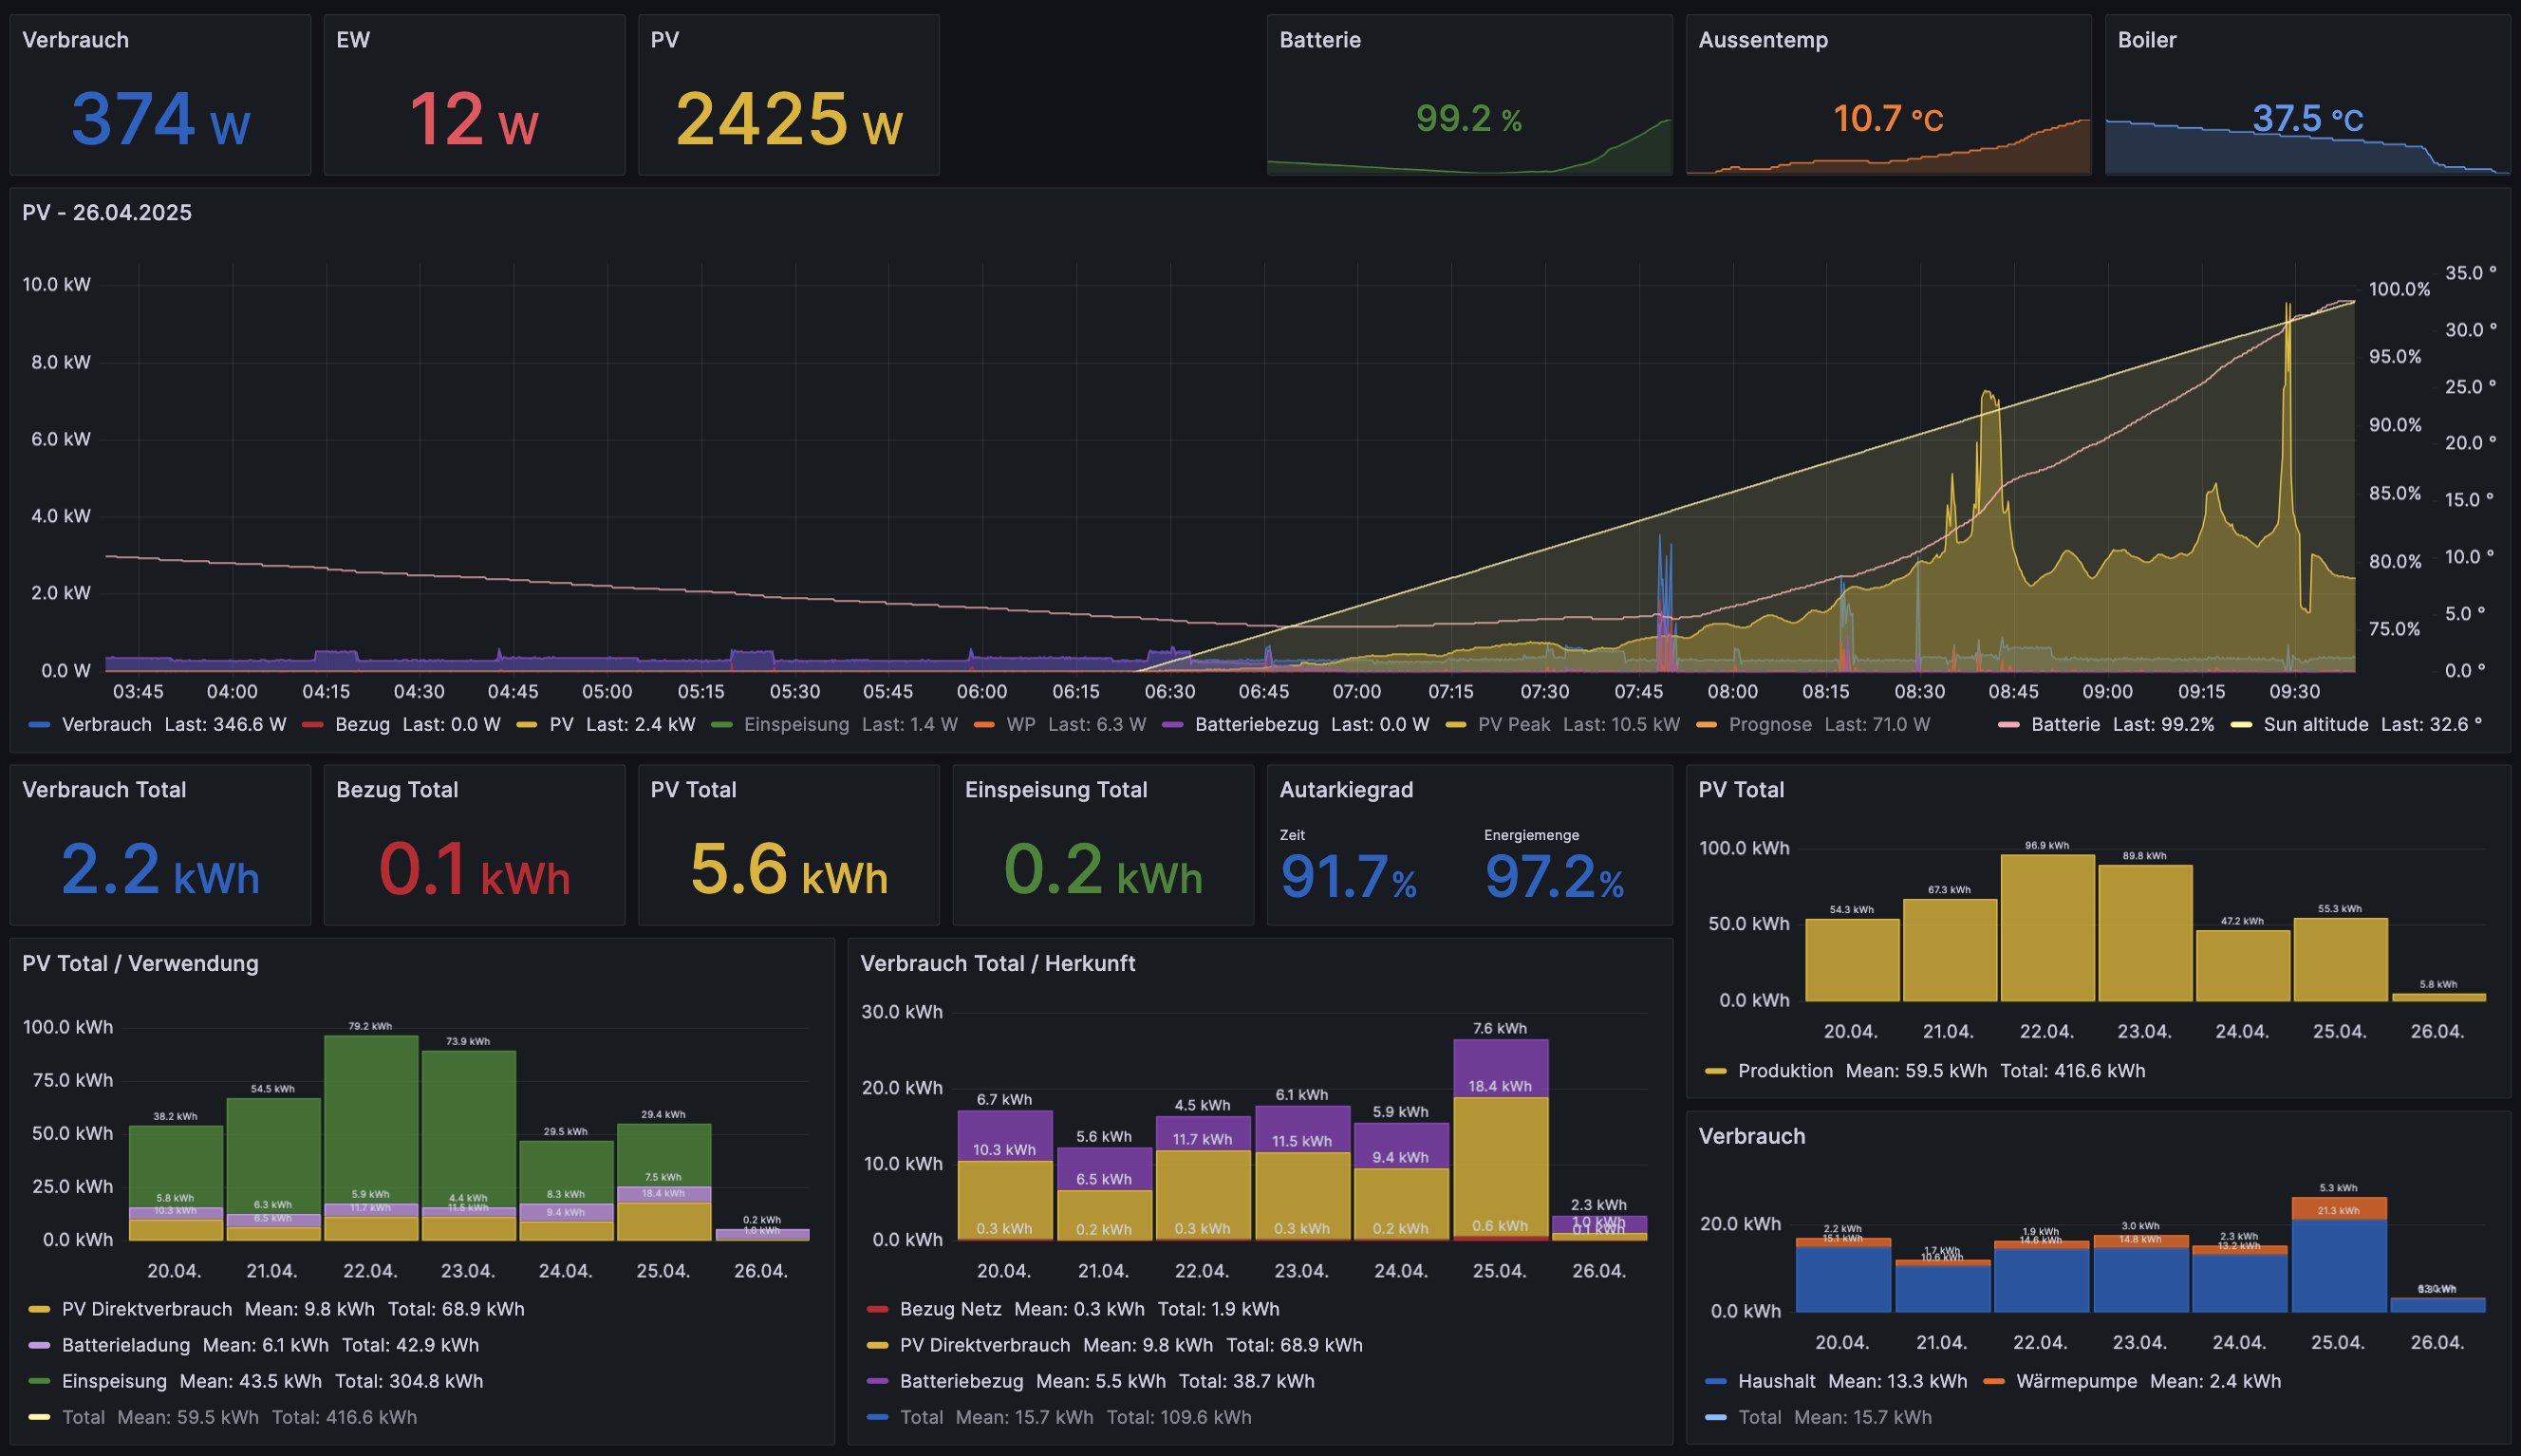 Verbrauch
374 W
EW
12 W
PV
2425 W
Batterie
99.2 %
Aussentemp
10.7 °C
Boiler
37.5 °C
PV - 26.04.2025
10.0 kW
8.0 kW
6.0 kW
4.0 kW
2.0 kW
0.0 W
100.0%
95.0%
90.0%
85.0%
80.0%
75.0%
35.0 °
30.0 °
25.0 °
20.0 °
15.0 °
10.0 °
5.0 °
0.0 °
03:45 04:00 04:15 04:30 04:45 05:00 05:15 05:30 05:45 06:00 06:15 06:30 06:45 07:00 07:15 07:30 07:45 08:00 08:15 08:30 08:45 09:00 09:15 09:30
Verbrauch Last: 346.6 W Bezug Last: 0.0 W PV Last: 2.4 kW Einspeisung Last: 1.4 W WP Last: 6.3 W Batteriebezug Last: 0.0 W PV Peak Last: 10.5 kW Prognose Last: 71.0 W Batterie Last: 99.2% Sun altitude Last: 32.6 °
Verbrauch Total
2.2 kWh
Bezug Total
0.1 kWh
PV Total
5.6 kWh
Einspeisung Total
0.2 kWh
Autarkiegrad
Zeit
91.7%
Energiemenge
97.2%
PV Total
100.0 kWh
50.0 kWh
0.0 kWh
54.3 kWh
67.3 kWh
96.9 kWh
89.8 kWh
47.2 kWh
55.3 kWh
5.8 kWh
20.04. 21.04. 22.04. 23.04. 24.04. 25.04. 26.04.
Produktion Mean: 59.5 kWh Total: 416.6 kWh
PV Total / Verwendung
100.0 kWh
75.0 kWh
50.0 kWh
25.0 kWh
0.0 kWh
38.2 kWh
5.8 kWh
10.3 kWh
54.5 kWh
6.3 kWh
6.5 kWh
79.2 kWh
5.9 kWh
11.7 kWh
73.9 kWh
4.4 kWh
11.5 kWh
29.5 kWh
8.3 kWh
9.4 kWh
29.4 kWh
7.5 kWh
18.4 kWh
0.2 kWh
1.0 kWh
20.04. 21.04. 22.04. 23.04. 24.04. 25.04. 26.04.
PV Direktverbrauch Mean: 9.8 kWh Total: 68.9 kWh
Batterieladung Mean: 6.1 kWh Total: 42.9 kWh
Einspeisung Mean: 43.5 kWh Total: 304.8 kWh
Total Mean: 59.5 kWh Total: 416.6 kWh
Verbrauch Total / Herkunft
30.0 kWh
20.0 kWh
10.0 kWh
0.0 kWh
6.7 kWh
10.3 kWh
0.3 kWh
5.6 kWh
6.5 kWh
0.2 kWh
4.5 kWh
11.7 kWh
0.3 kWh
6.1 kWh
11.5 kWh
0.3 kWh
5.9 kWh
9.4 kWh
0.2 kWh
7.6 kWh
18.4 kWh
0.6 kWh
2.3 kWh
1.0 kWh
0.1 kWh
20.04. 21.04. 22.04. 23.04. 24.04. 25.04. 26.04.
Bezug Netz Mean: 0.3 kWh Total: 1.9 kWh
PV Direktverbrauch Mean: 9.8 kWh Total: 68.9 kWh
Batteriebezug Mean: 5.5 kWh Total: 38.7 kWh
Total Mean: 15.7 kWh Total: 109.6 kWh
Verbrauch
20.0 kWh
0.0 kWh
2.2 kWh
15.1 kWh
1.7 kWh
10.6 kWh
1.9 kWh
14.6 kWh
3.0 kWh
14.8 kWh
2.3 kWh
13.2 kWh
5.3 kWh
21.3 kWh
20.04. 21.04. 22.04. 23.04. 24.04. 25.04. 26.04.
Haushalt Mean: 13.3 kWh Wärmepumpe Mean: 2.4 kWh
Total Mean: 15.7 kWh